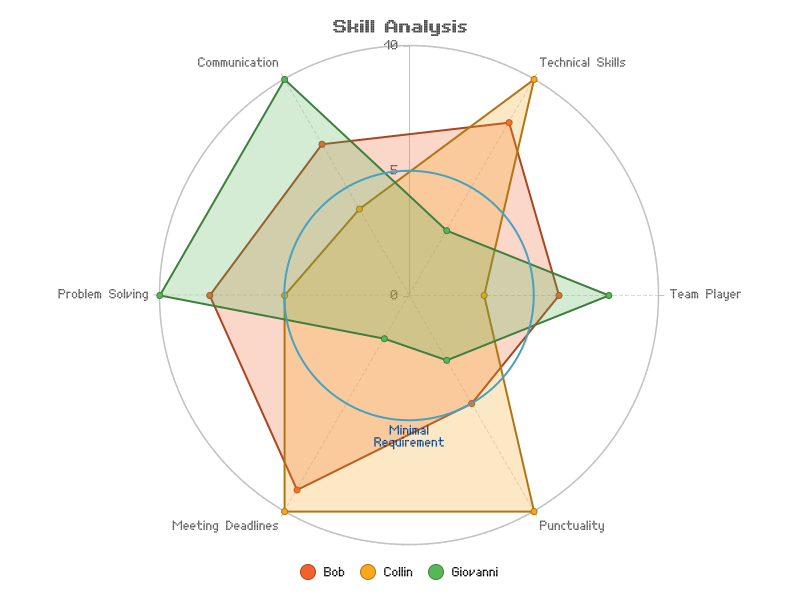 Skill Analysis
10
Communication
Technical Skills
5
Problem Solving
0
Team Player
Minimal
Requirement
Meeting Deadlines
Punctuality
Bob
Collin
Giovanni